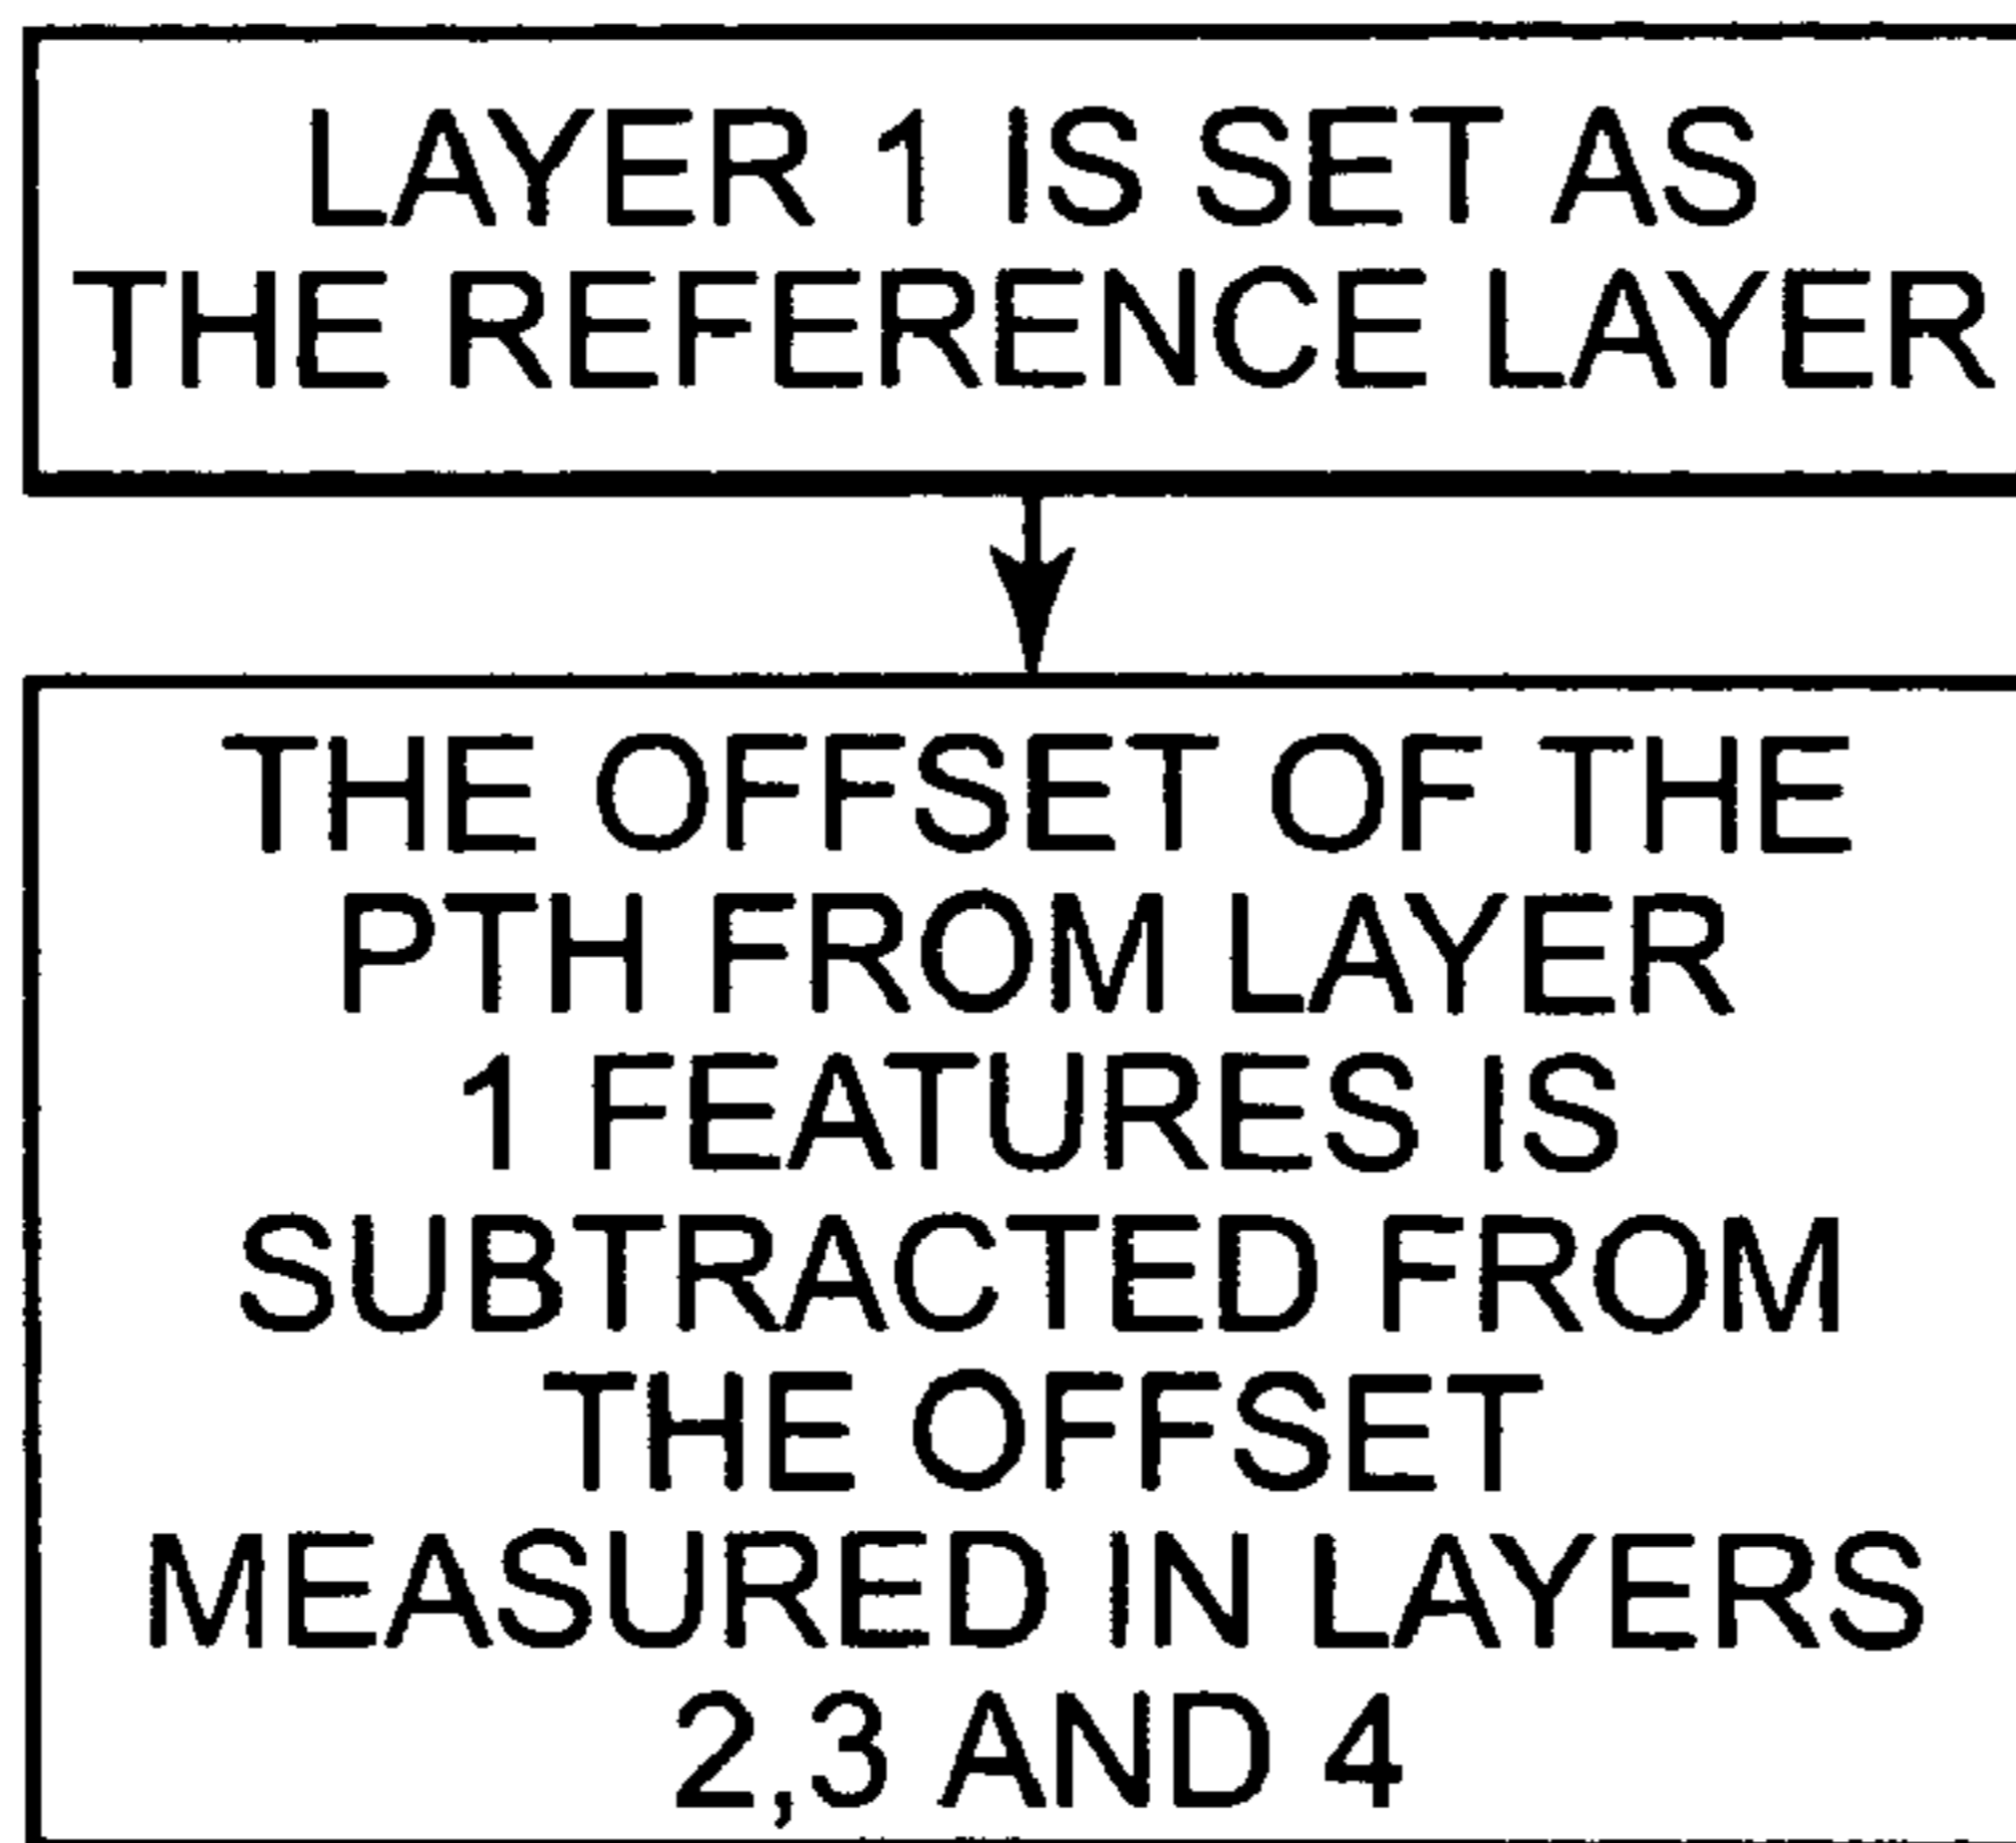 LAYER 1 IS SET AS
THE REFERENCE LAYER
THE OFFSET OF THE
PTH FROM LAYER
1 FEATURES IS
SUBTRACTED FROM
THE OFFSET
MEASURED IN LAYERS
2,3 AND 4